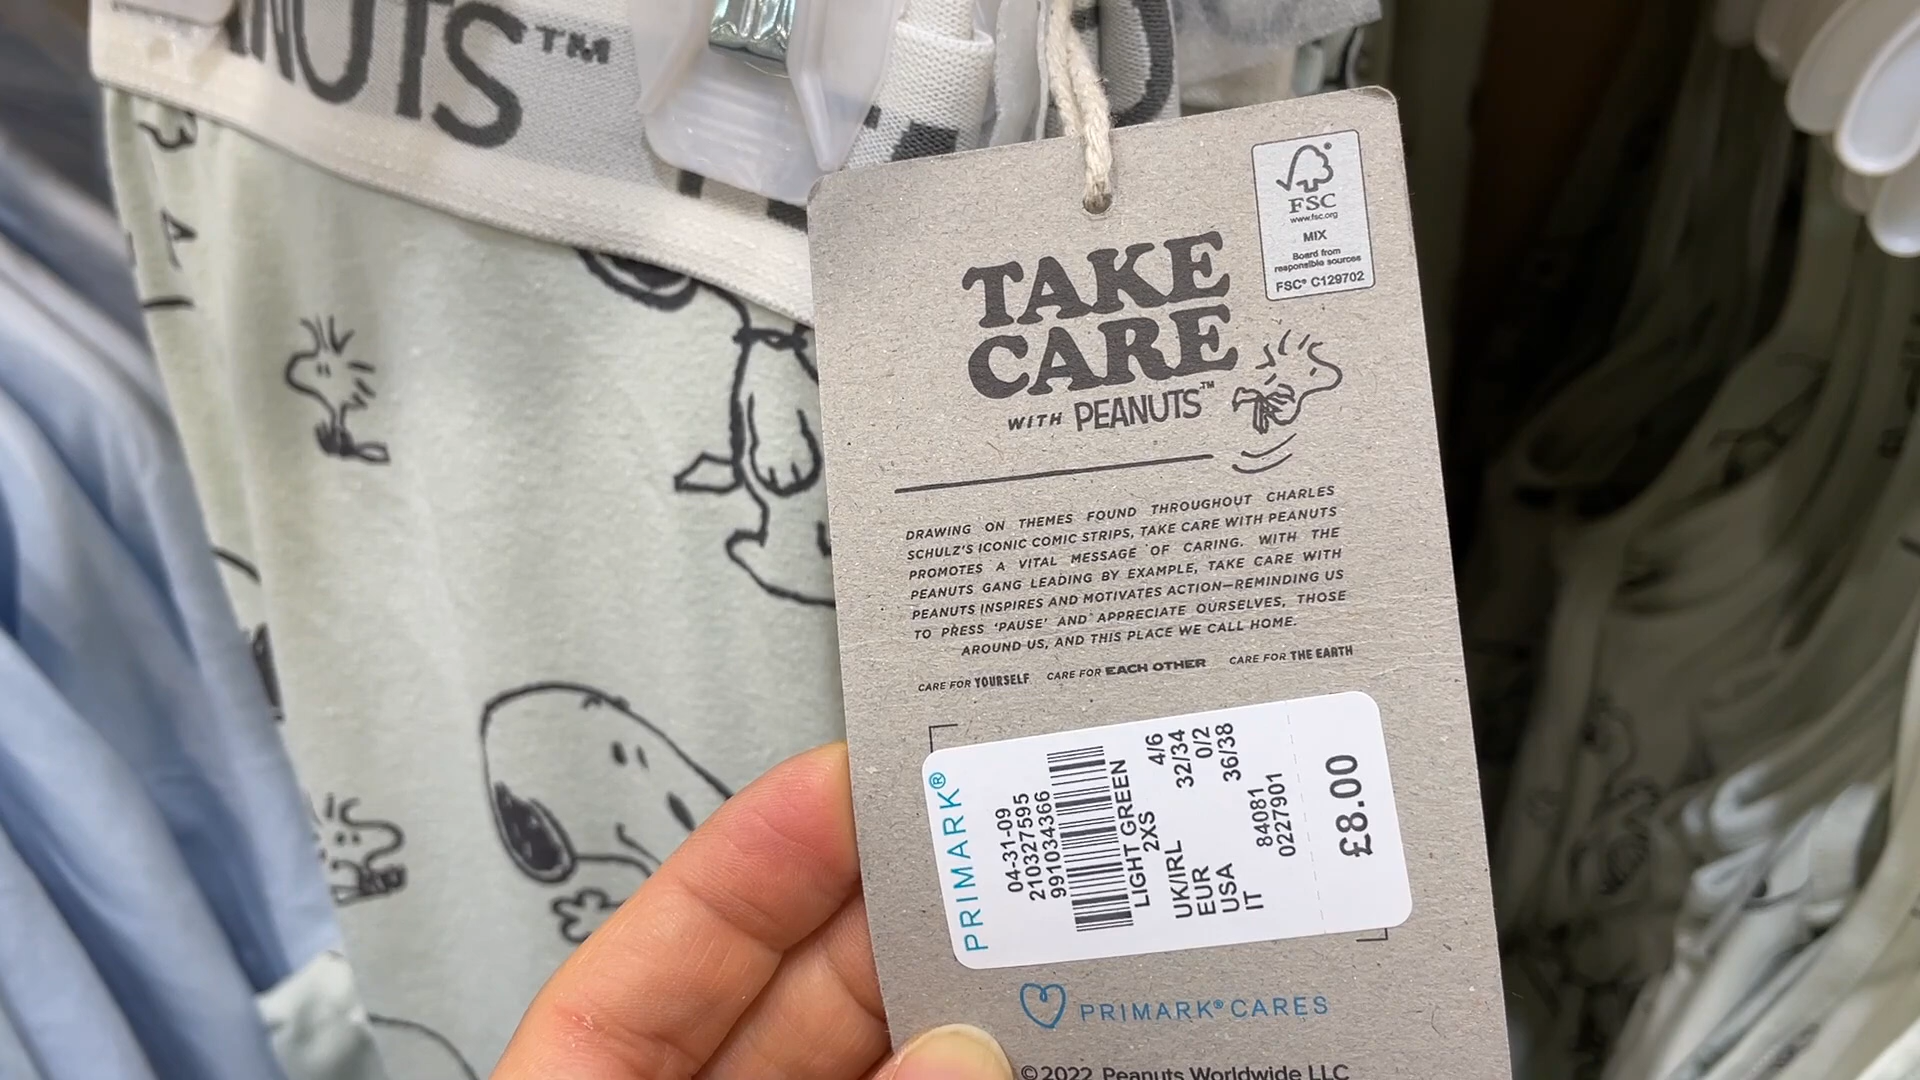 NUTS™
FSC®
www.fsc.org
MIX
Board from
responsible sources
FSC® C129702
TAKE
CARE
WITH PEANUTS™
DRAWING ON THEMES FOUND THROUGHOUT CHARLES
SCHULZ'S ICONIC COMIC STRIPS, TAKE CARE WITH PEANUTS
PROMOTES A VITAL MESSAGE OF CARING. WITH THE
PEANUTS GANG LEADING BY EXAMPLE, TAKE CARE WITH
PEANUTS INSPIRES AND MOTIVATES ACTION—REMINDING US
TO PRESS 'PAUSE' AND APPRECIATE OURSELVES, THOSE
AROUND US, AND THIS PLACE WE CALL HOME.
CARE FOR YOURSELF CARE FOR EACH OTHER CARE FOR THE EARTH
PRIMARK®
04-31-09
210327595
991034366
LIGHT GREEN
2XS
UK/IRL 4/6
EUR 32/34
USA 0/2
IT 36/38
84081
0227901
£8.00
PRIMARK® CARES
©2022 Peanuts Worldwide LLC